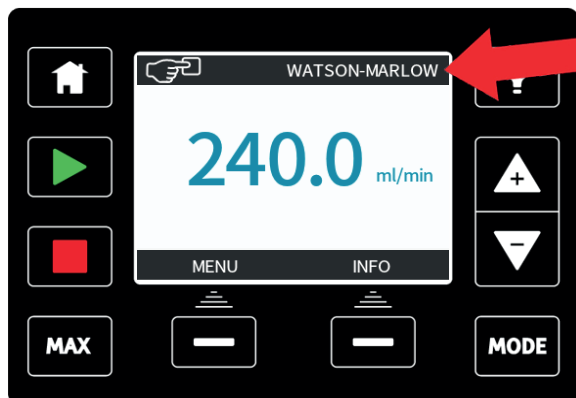 WATSON-MARLOW
240.0 ml/min
+
−
MENU INFO
MAX MODE